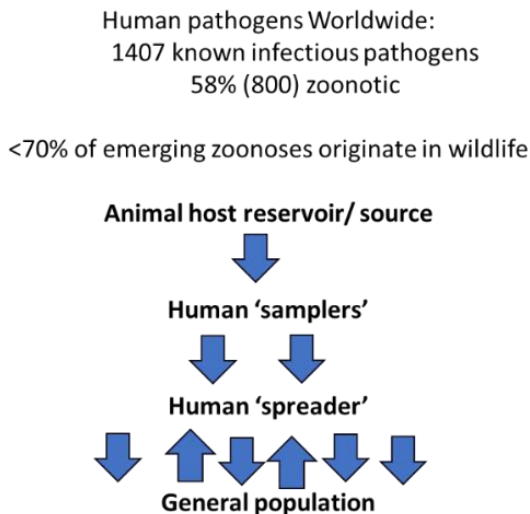 Human pathogens Worldwide:
1407 known infectious pathogens
58% (800) zoonotic
<70% of emerging zoonoses originate in wildlife
Animal host reservoir/ source
Human ‘samplers’
Human ‘spreader’
General population